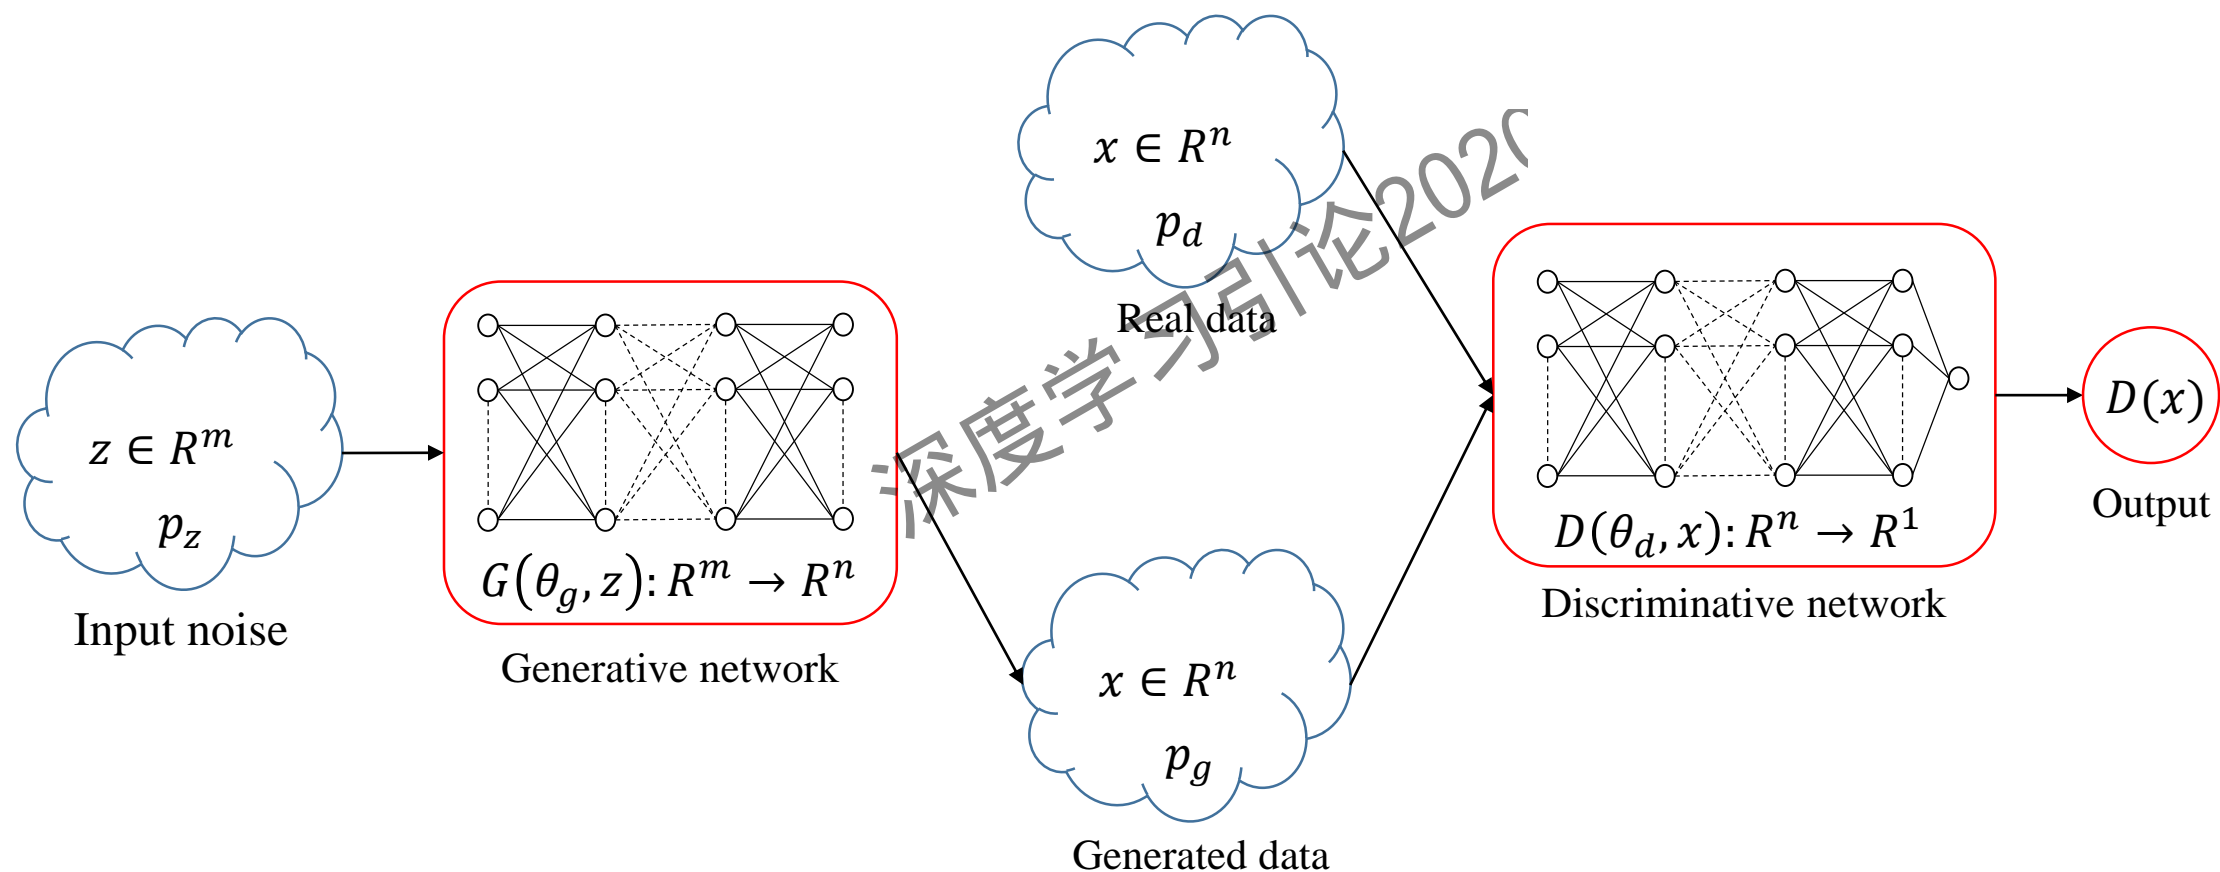 z ∈ R^m
p_z
Input noise
G(θ_g, z): R^m → R^n
Generative network
x ∈ R^n
p_d
Real data
x ∈ R^n
p_g
Generated data
D(θ_d, x): R^n → R^1
Discriminative network
D(x)
Output
深度学习引论2020